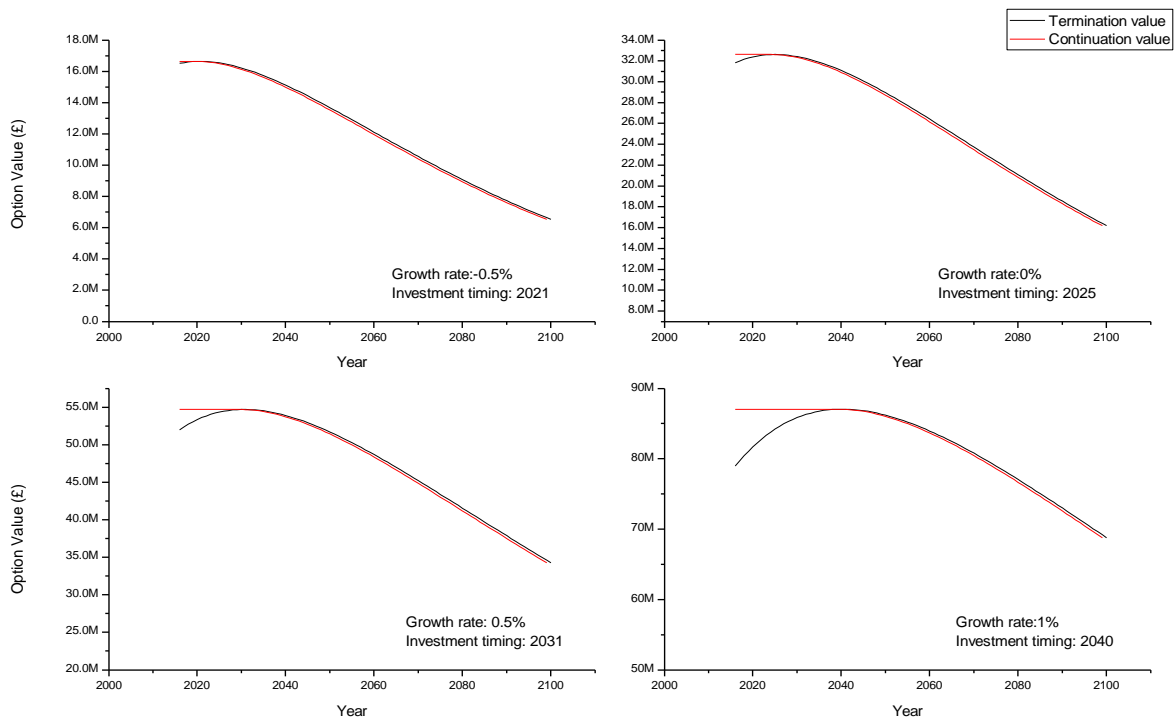 Termination value
Continuation value
18.0M
16.0M
14.0M
12.0M
10.0M
8.0M
6.0M
4.0M
2.0M
0.0
Option Value (£)
Growth rate:-0.5%
Investment timing: 2021
2000 2020 2040 2060 2080 2100
Year
34.0M
32.0M
30.0M
28.0M
26.0M
24.0M
22.0M
20.0M
18.0M
16.0M
14.0M
12.0M
10.0M
8.0M
Growth rate:0%
Investment timing: 2025
2000 2020 2040 2060 2080 2100
Year
55.0M
50.0M
45.0M
40.0M
35.0M
30.0M
25.0M
20.0M
Option Value (£)
Growth rate: 0.5%
Investment timing: 2031
2000 2020 2040 2060 2080 2100
Year
90M
80M
70M
60M
50M
Growth rate:1%
Investment timing: 2040
2000 2020 2040 2060 2080 2100
Year